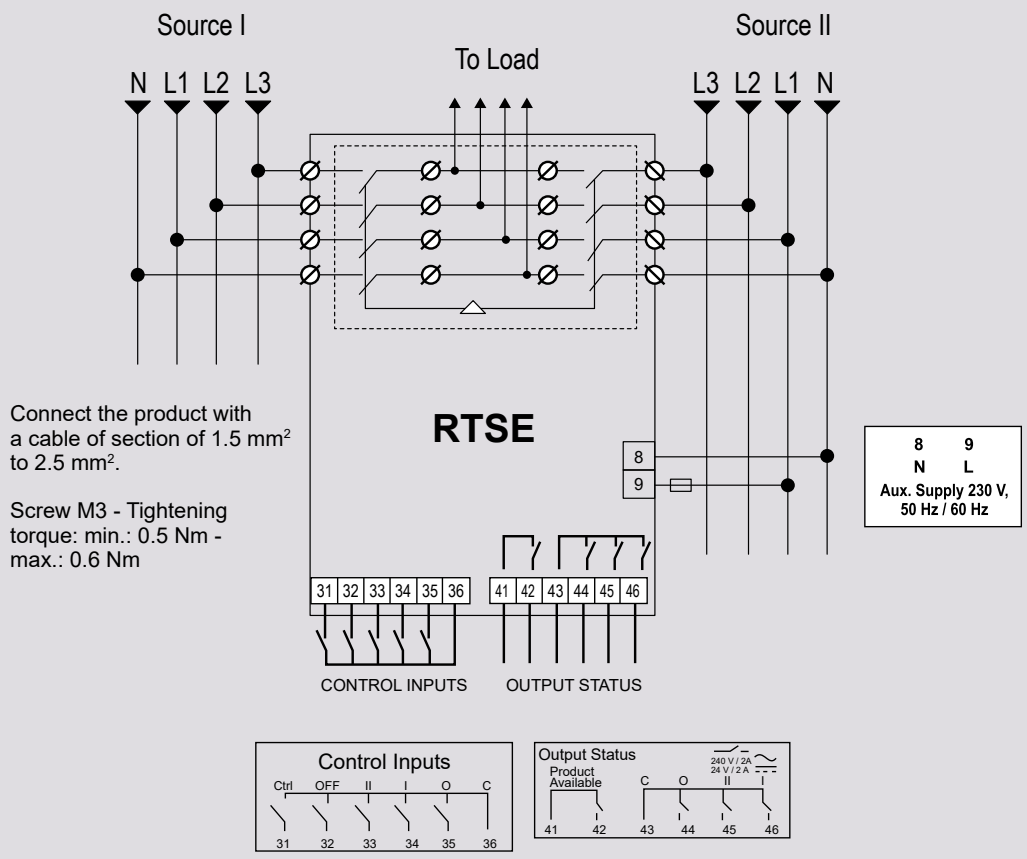 Source I
Source II
To Load
N L1 L2 L3
L3 L2 L1 N
Connect the product with
a cable of section of 1.5 mm²
to 2.5 mm².
Screw M3 - Tightening
torque: min.: 0.5 Nm -
max.: 0.6 Nm
RTSE
8
9
8 9
N L
Aux. Supply 230 V,
50 Hz / 60 Hz
31 32 33 34 35 36
41 42 43 44 45 46
CONTROL INPUTS
OUTPUT STATUS
Control Inputs
Ctrl OFF II I O C
31 32 33 34 35 36
Output Status
240 V / 2A
24 V / 2 A
Product
Available
C O II I
41 42 43 44 45 46